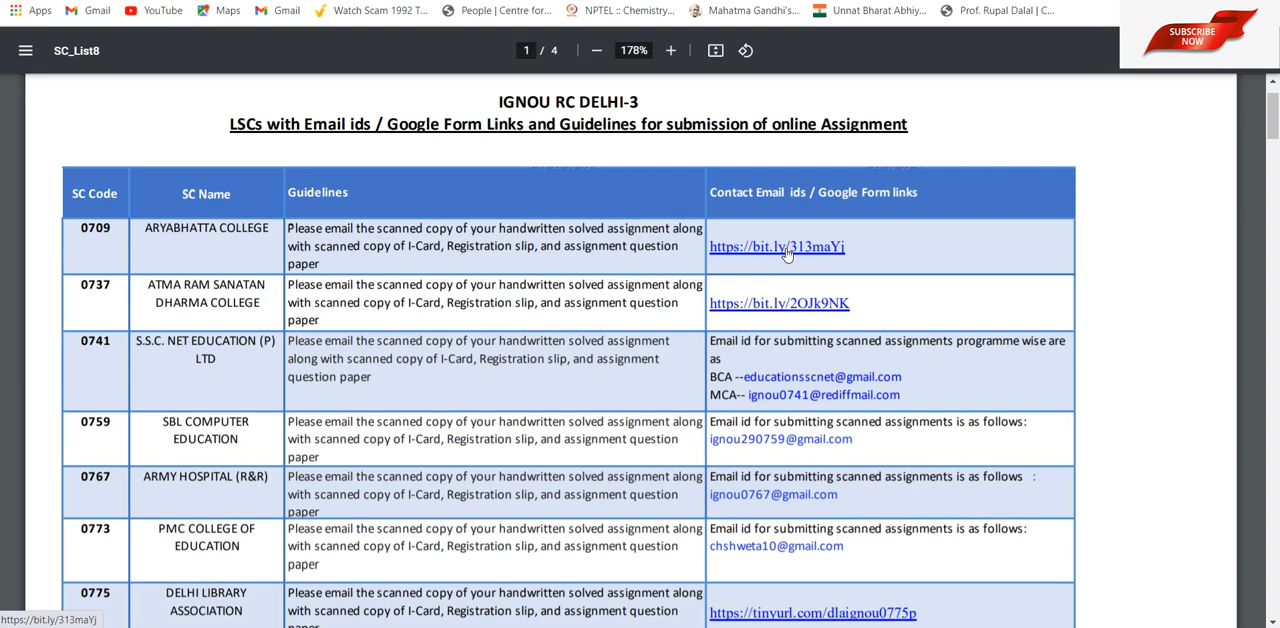 Apps Gmail YouTube Maps Gmail Watch Scam 1992 T... People | Centre for... NPTEL :: Chemistry... Mahatma Gandhi's... Unnat Bharat Abhiy... Prof. Rupal Dalal | C...
SUBSCRIBE
NOW
SC_List8
1 / 4 178%
IGNOU RC DELHI-3
LSCs with Email ids / Google Form Links and Guidelines for submission of online Assignment
SC Code SC Name Guidelines Contact Email ids / Google Form links
0709 ARYABHATTA COLLEGE Please email the scanned copy of your handwritten solved assignment along
with scanned copy of I-Card, Registration slip, and assignment question
paper
https://bit.ly/313maYj
0737 ATMA RAM SANATAN
DHARMA COLLEGE
Please email the scanned copy of your handwritten solved assignment along
with scanned copy of I-Card, Registration slip, and assignment question
paper
https://bit.ly/2OJk9NK
0741 S.S.C. NET EDUCATION (P)
LTD
Please email the scanned copy of your handwritten solved assignment
along with scanned copy of I-Card, Registration slip, and assignment
question paper
Email id for submitting scanned assignments programme wise are
as
BCA --educationsscnet@gmail.com
MCA-- ignou0741@rediffmail.com
0759 SBL COMPUTER
EDUCATION
Please email the scanned copy of your handwritten solved assignment along
with scanned copy of I-Card, Registration slip, and assignment question
paper
Email id for submitting scanned assignments is as follows:
ignou290759@gmail.com
0767 ARMY HOSPITAL (R&R) Please email the scanned copy of your handwritten solved assignment along
with scanned copy of I-Card, Registration slip, and assignment question
paper
Email id for submitting scanned assignments is as follows :
ignou0767@gmail.com
0773 PMC COLLEGE OF
EDUCATION
Please email the scanned copy of your handwritten solved assignment along
with scanned copy of I-Card, Registration slip, and assignment question
paper
Email id for submitting scanned assignments is as follows:
chshweta10@gmail.com
0775 DELHI LIBRARY
ASSOCIATION
Please email the scanned copy of your handwritten solved assignment along
with scanned copy of I-Card, Registration slip, and assignment question
paper
https://tinyurl.com/dlaignou0775p
https://bit.ly/313maYj